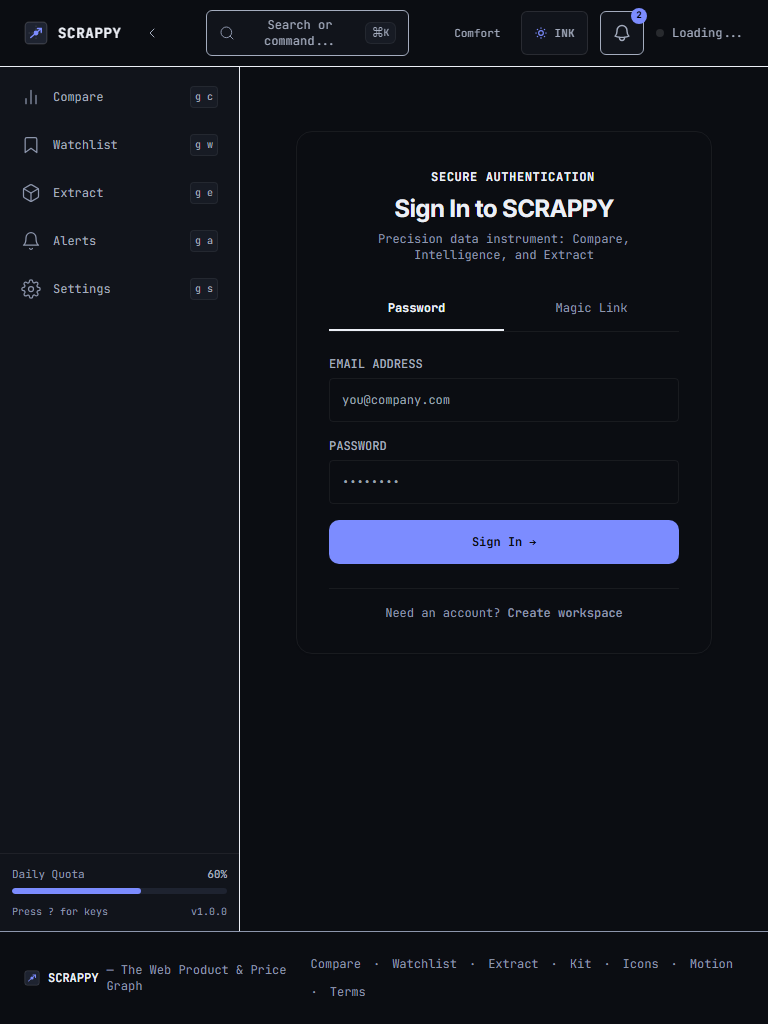 SCRAPPY
Search or
command...
⌘K
Comfort
INK
2
Loading...
Compare
g c
Watchlist
g w
Extract
g e
Alerts
g a
Settings
g s
SECURE AUTHENTICATION
Sign In to SCRAPPY
Precision data instrument: Compare,
Intelligence, and Extract
Password
Magic Link
EMAIL ADDRESS
you@company.com
PASSWORD
••••••••
Sign In →
Need an account? Create workspace
Daily Quota
60%
Press ? for keys
v1.0.0
SCRAPPY
— The Web Product & Price
Graph
Compare · Watchlist · Extract · Kit · Icons · Motion
· Terms